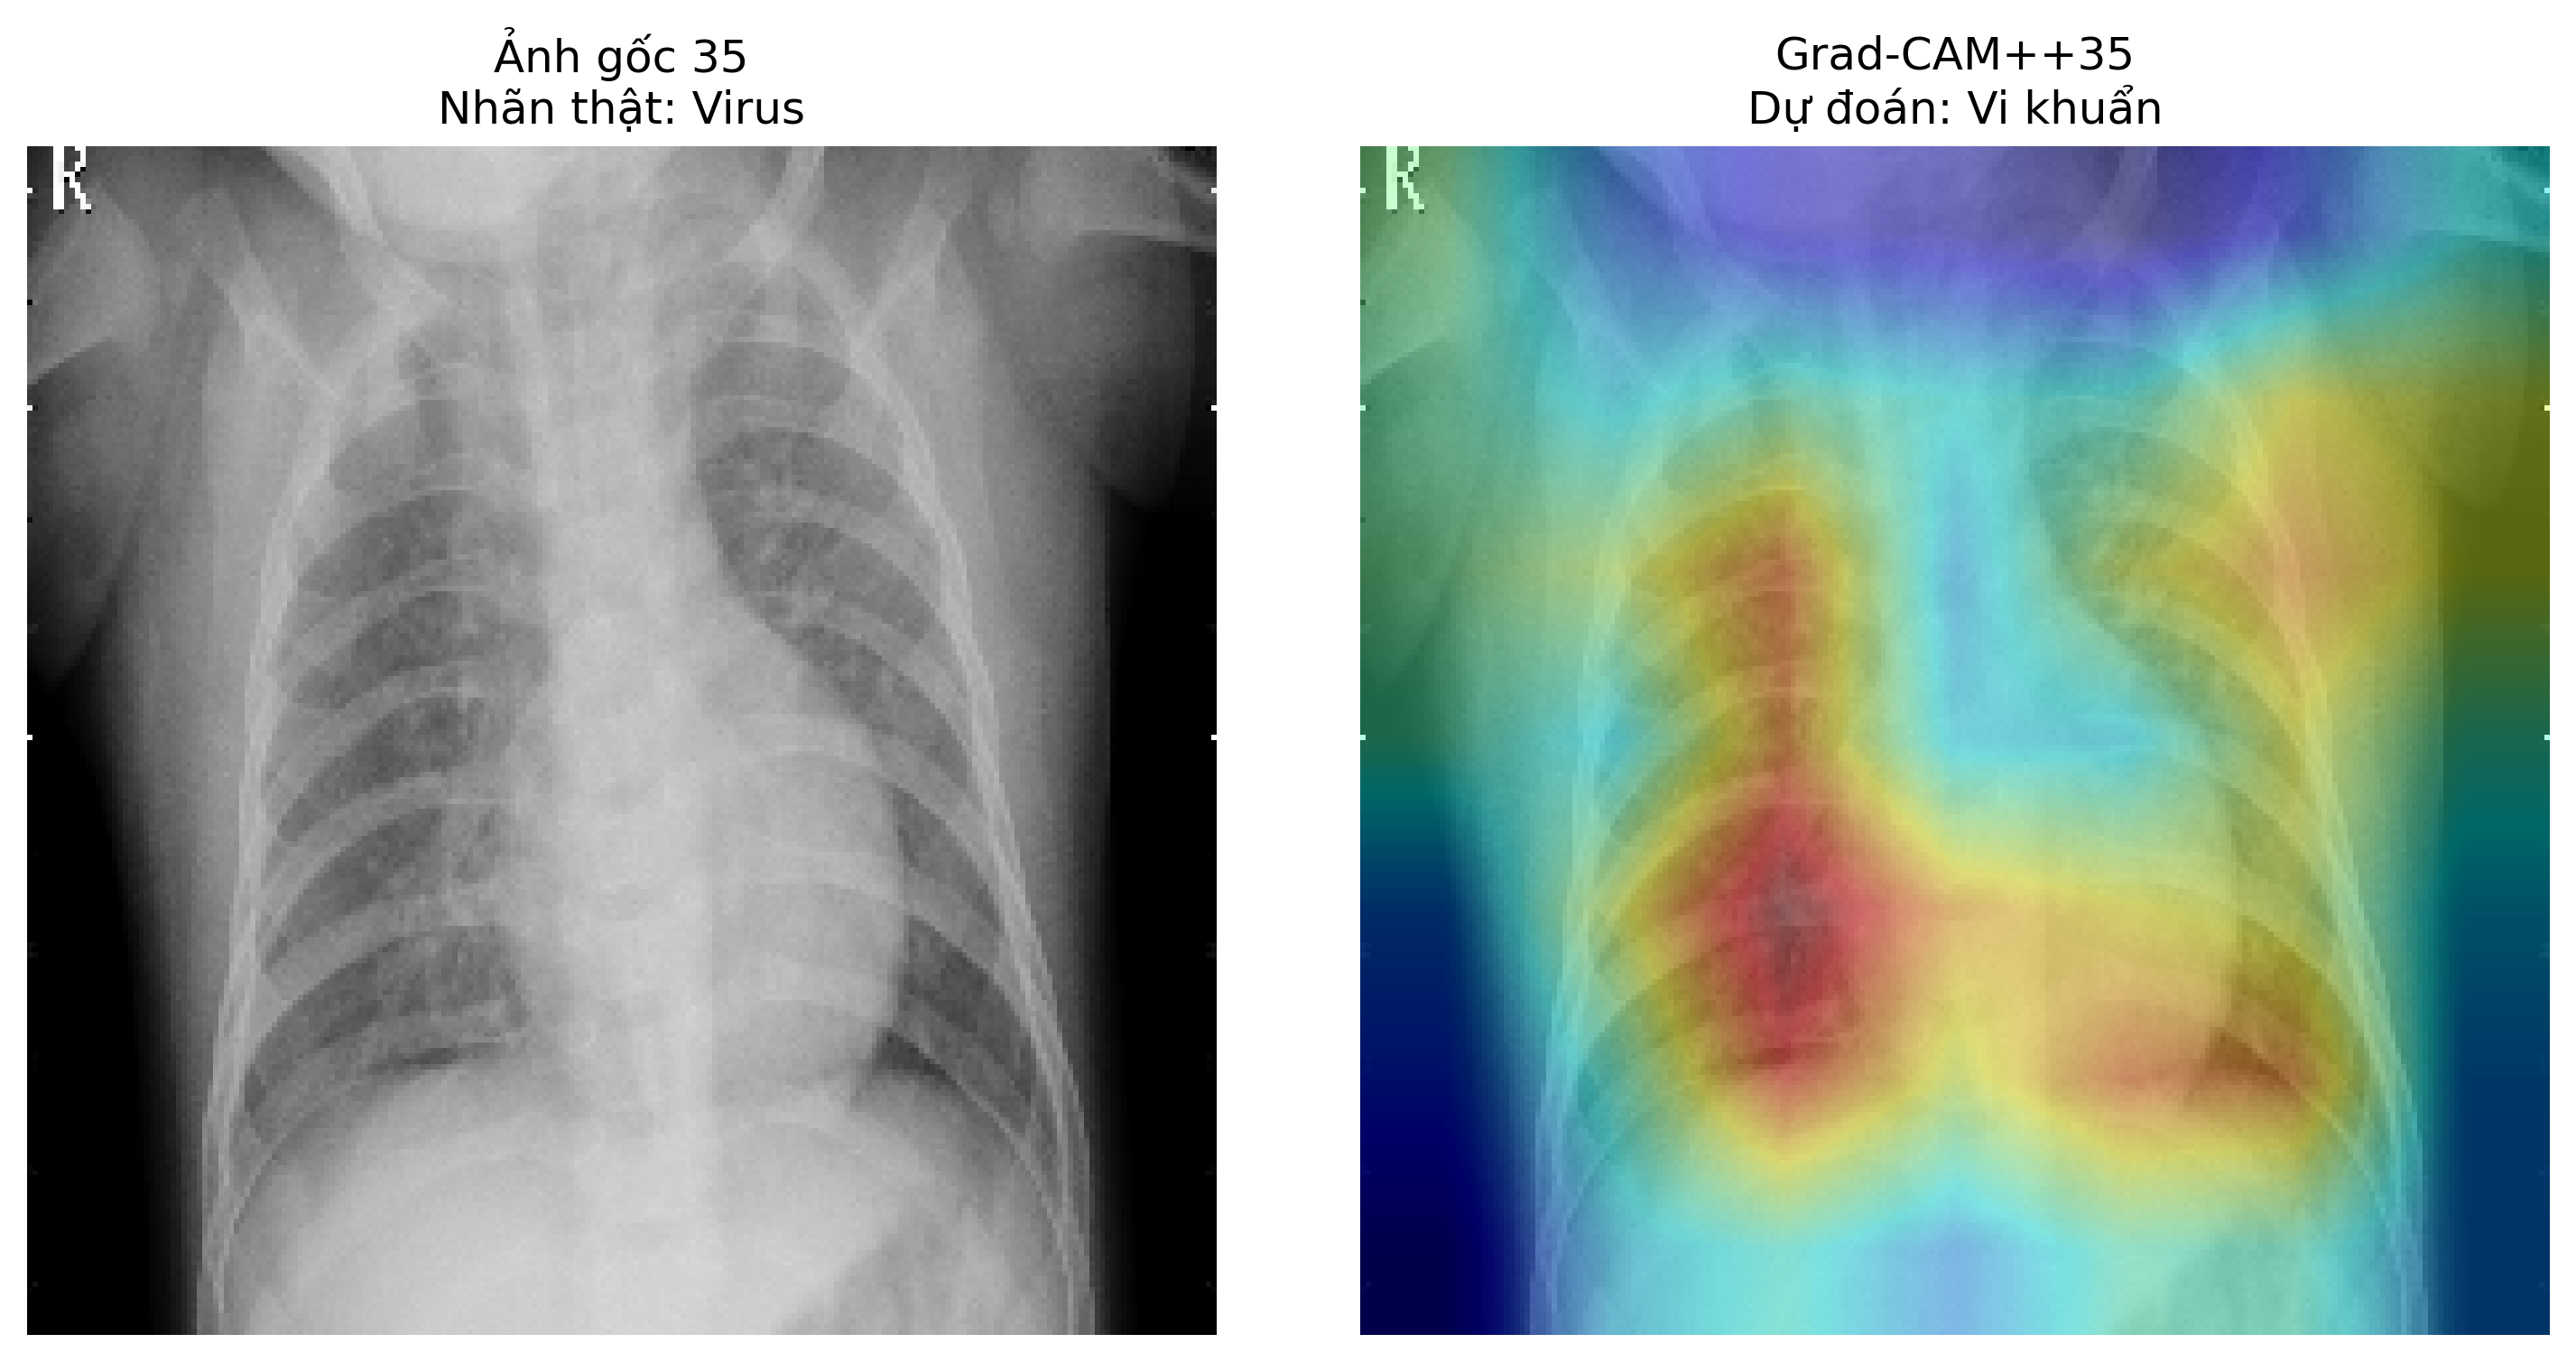 Ảnh gốc 35
Nhãn thật: Virus
R
Grad-CAM++35
Dự đoán: Vi khuẩn
R